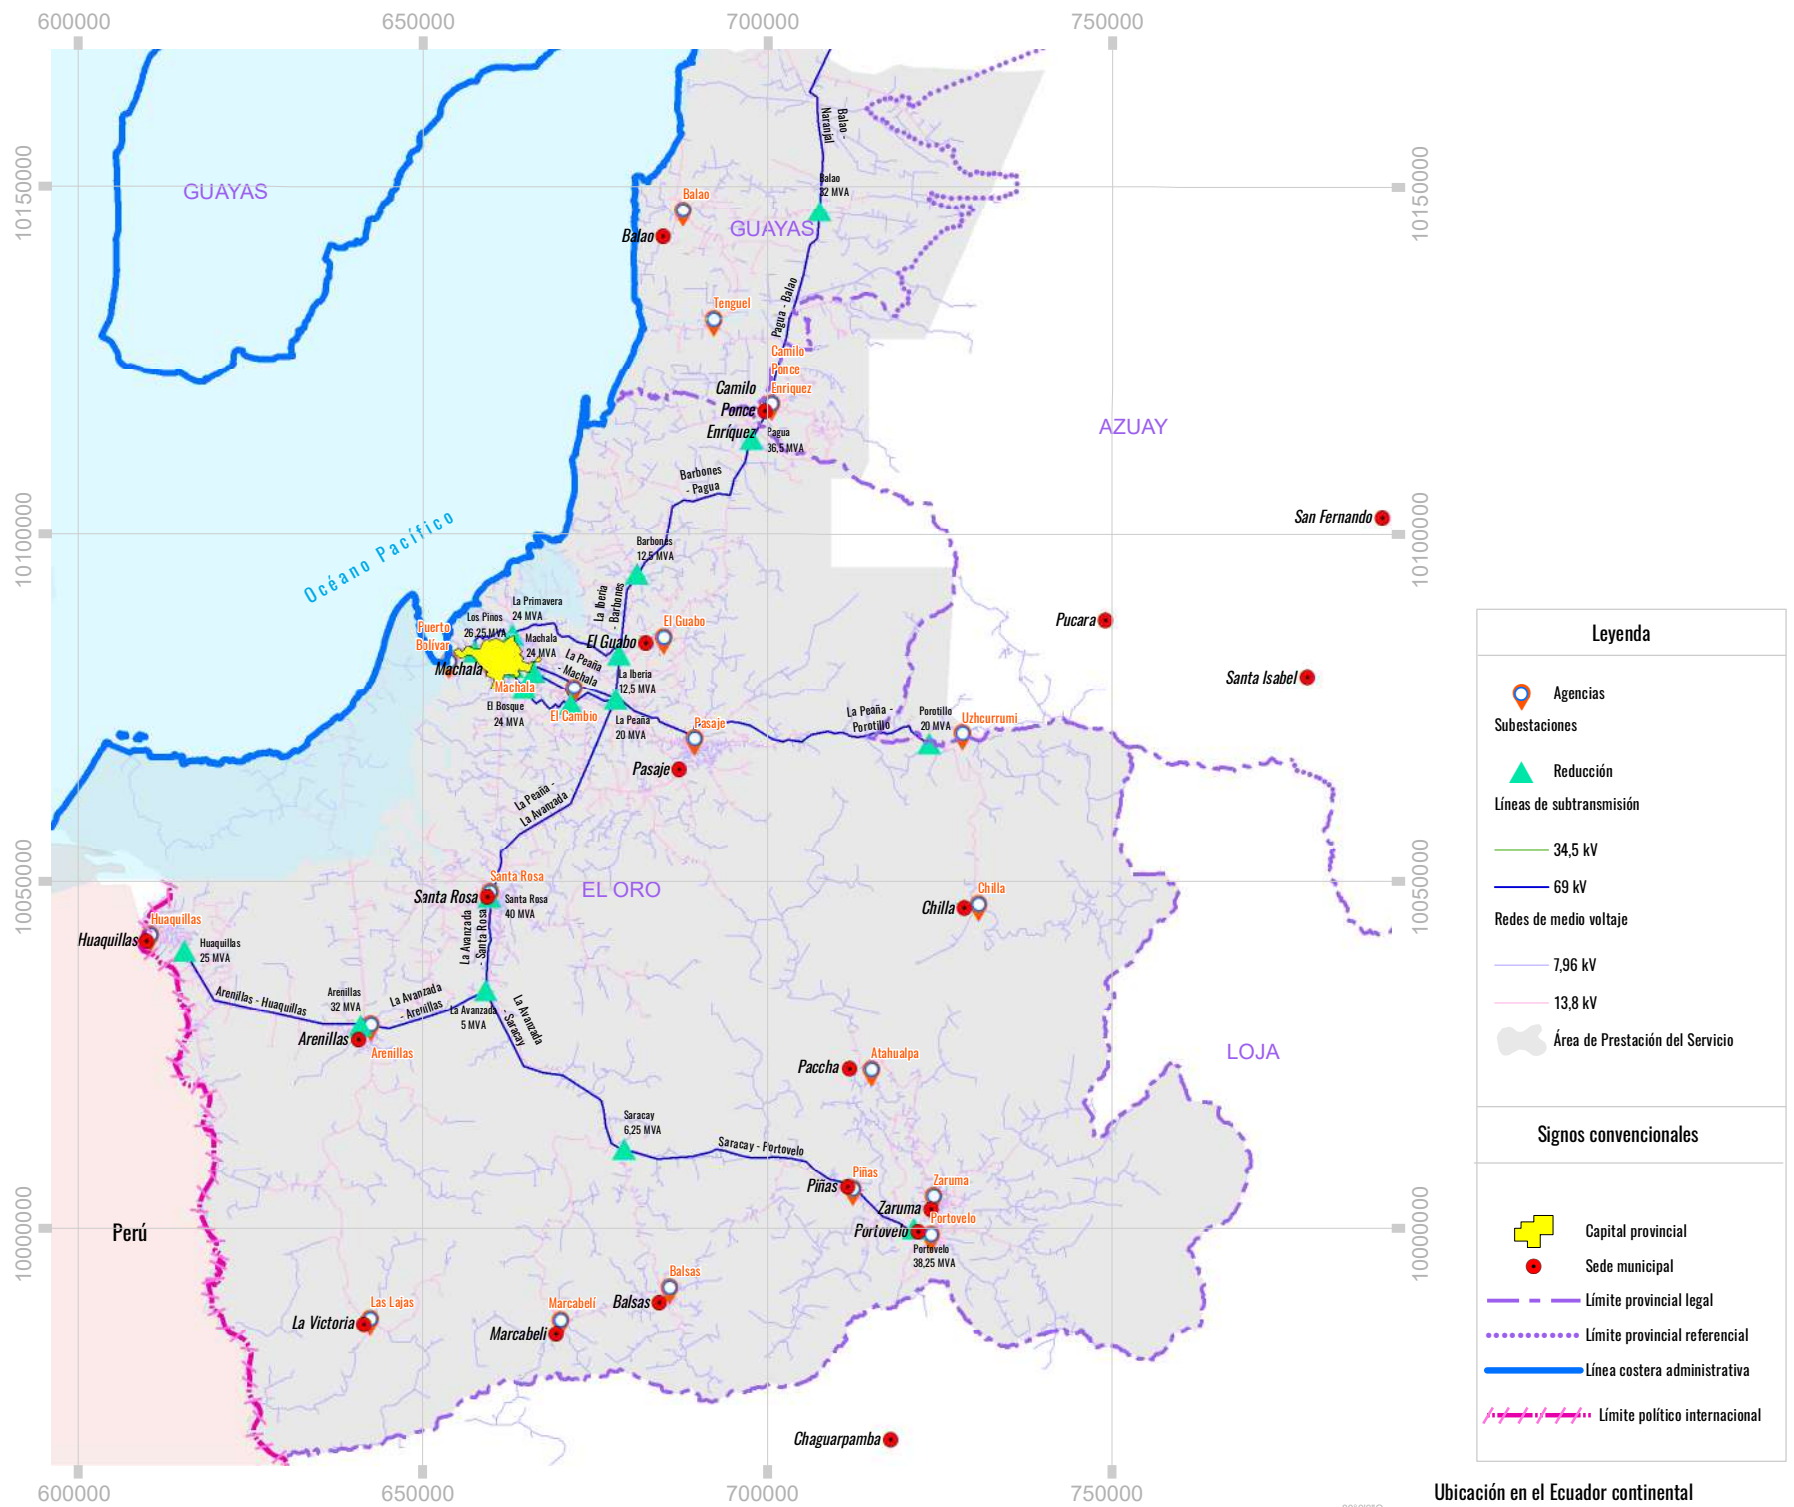 600000
650000
700000
750000
10150000
10100000
10050000
10000000
10150000
10100000
10050000
10000000
GUAYAS
Balao -
Naranjal
Balao
32 MVA
Balao
Balao
GUAYAS
Tenguel
Pagua - Balao
Camilo
Ponce
Enriquez
Camilo
Ponce
Enríquez
Pagua
36,5 MVA
AZUAY
Barbones
- Pagua
San Fernando
Océano Pacífico
Barbones
12,5 MVA
La Iberia
- Barbones
La Primavera
24 MVA
Los Pinos
26,25 MVA
Puerto
Bolívar
Machala
24 MVA
El Guabo
El Guabo
Pucara
Machala
La Peaña
- Machala
La Iberia
12,5 MVA
Santa Isabel
Machala
El Bosque
24 MVA
El Cambio
La Peaña
20 MVA
Pasaje
Pasaje
La Peaña -
Porotillo
Porotillo
20 MVA
Uzhcurrumi
La Peaña -
La Avanzada
Santa Rosa
Santa Rosa
Santa Rosa
40 MVA
EL ORO
Chilla
Chilla
La Avanzada
- Santa Rosa
Huaquillas
Huaquillas
Huaquillas
25 MVA
Arenillas - Huaquillas
Arenillas
32 MVA
La Avanzada
- Arenillas
La Avanzada
5 MVA
La Avanzada
- Saracay
Arenillas
Arenillas
LOJA
Paccha
Atahualpa
Saracay
6,25 MVA
Saracay - Portovelo
Piñas
Piñas
Zaruma
Zaruma
Portovelo
Portovelo
Portovelo
38,25 MVA
Perú
Balsas
Balsas
Las Lajas
La Victoria
Marcabelí
Marcabeli
Chaguarpamba
600000
650000
700000
750000
Leyenda
Agencias
Subestaciones
Reducción
Líneas de subtransmisión
34,5 kV
69 kV
Redes de medio voltaje
7,96 kV
13,8 kV
Área de Prestación del Servicio
Signos convencionales
Capital provincial
Sede municipal
Límite provincial legal
Límite provincial referencial
Línea costera administrativa
Límite político internacional
Ubicación en el Ecuador continental